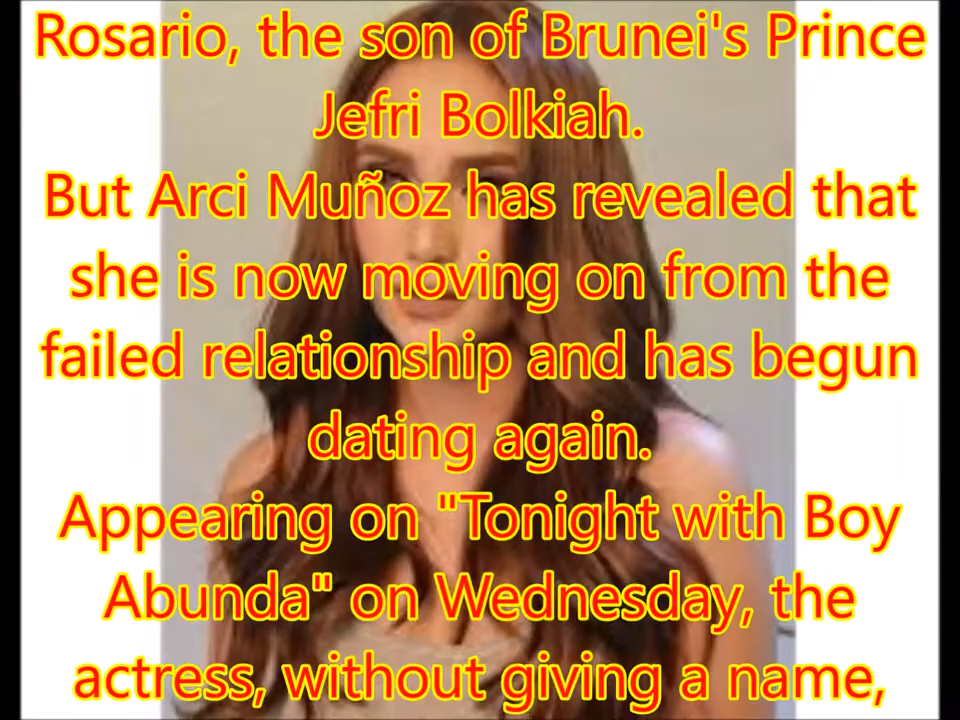 Rosario, the son of Brunei's Prince
Jefri Bolkiah.
But Arci Muñoz has revealed that
she is now moving on from the
failed relationship and has begun
dating again.
Appearing on "Tonight with Boy
Abunda" on Wednesday, the
actress, without giving a name,